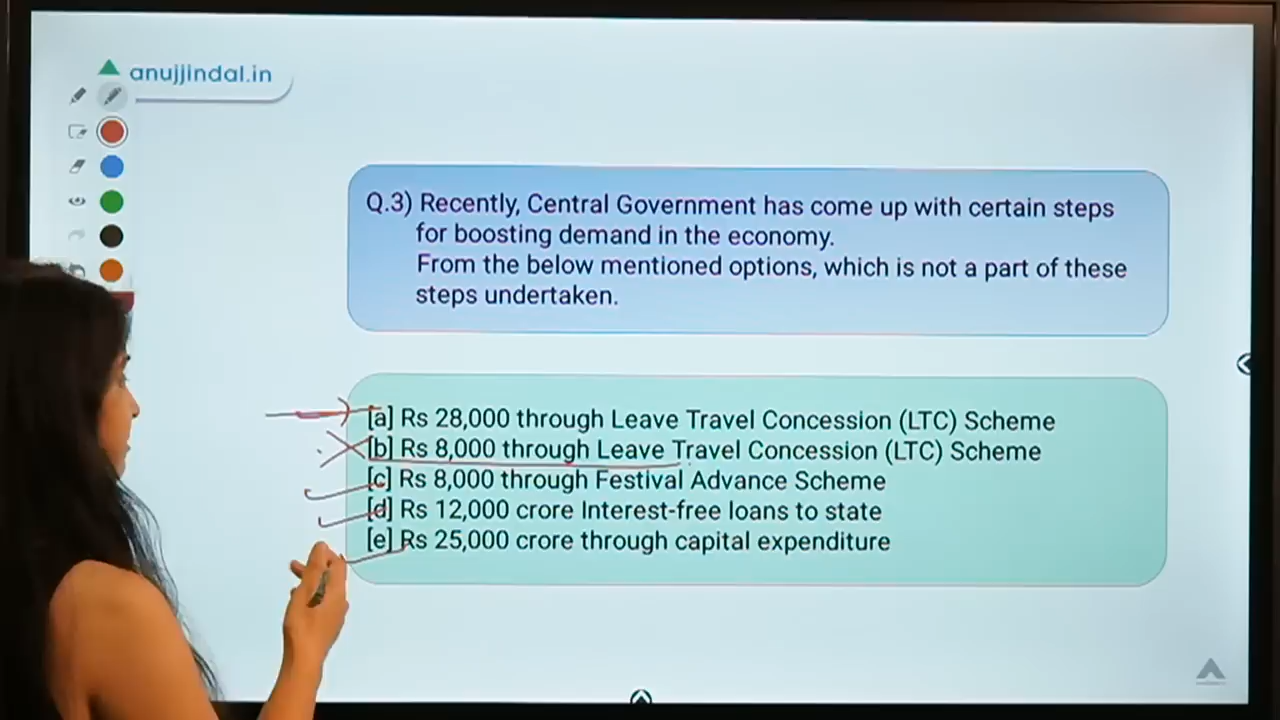 anujjindal.in
Q.3) Recently, Central Government has come up with certain steps
for boosting demand in the economy.
From the below mentioned options, which is not a part of these
steps undertaken.
[a] Rs 28,000 through Leave Travel Concession (LTC) Scheme
[b] Rs 8,000 through Leave Travel Concession (LTC) Scheme
[c] Rs 8,000 through Festival Advance Scheme
[d] Rs 12,000 crore Interest-free loans to state
[e] Rs 25,000 crore through capital expenditure